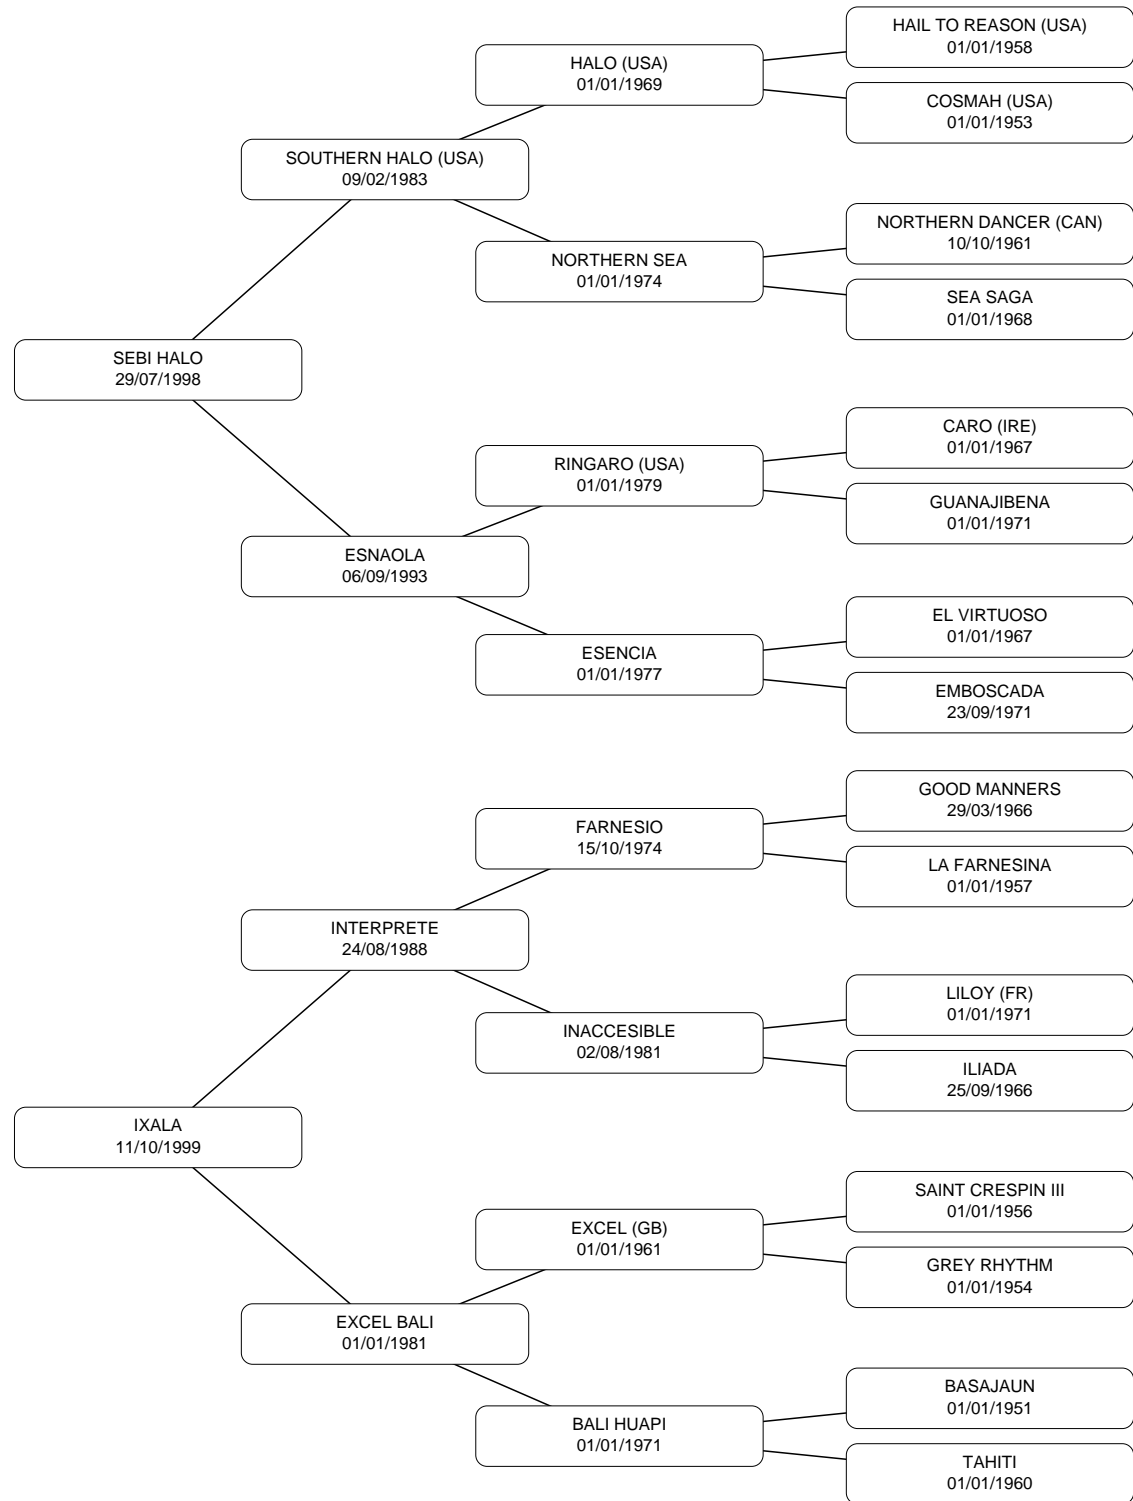 HAIL TO REASON (USA)
01/01/1958
HALO (USA)
01/01/1969
COSMAH (USA)
01/01/1953
SOUTHERN HALO (USA)
09/02/1983
NORTHERN DANCER (CAN)
10/10/1961
NORTHERN SEA
01/01/1974
SEA SAGA
01/01/1968
SEBI HALO
29/07/1998
CARO (IRE)
01/01/1967
RINGARO (USA)
01/01/1979
GUANAJIBENA
01/01/1971
ESNAOLA
06/09/1993
EL VIRTUOSO
01/01/1967
ESENCIA
01/01/1977
EMBOSCADA
23/09/1971
GOOD MANNERS
29/03/1966
FARNESIO
15/10/1974
LA FARNESINA
01/01/1957
INTERPRETE
24/08/1988
LILOY (FR)
01/01/1971
INACCESIBLE
02/08/1981
ILIADA
25/09/1966
IXALA
11/10/1999
SAINT CRESPIN III
01/01/1956
EXCEL (GB)
01/01/1961
GREY RHYTHM
01/01/1954
EXCEL BALI
01/01/1981
BASAJAUN
01/01/1951
BALI HUAPI
01/01/1971
TAHITI
01/01/1960